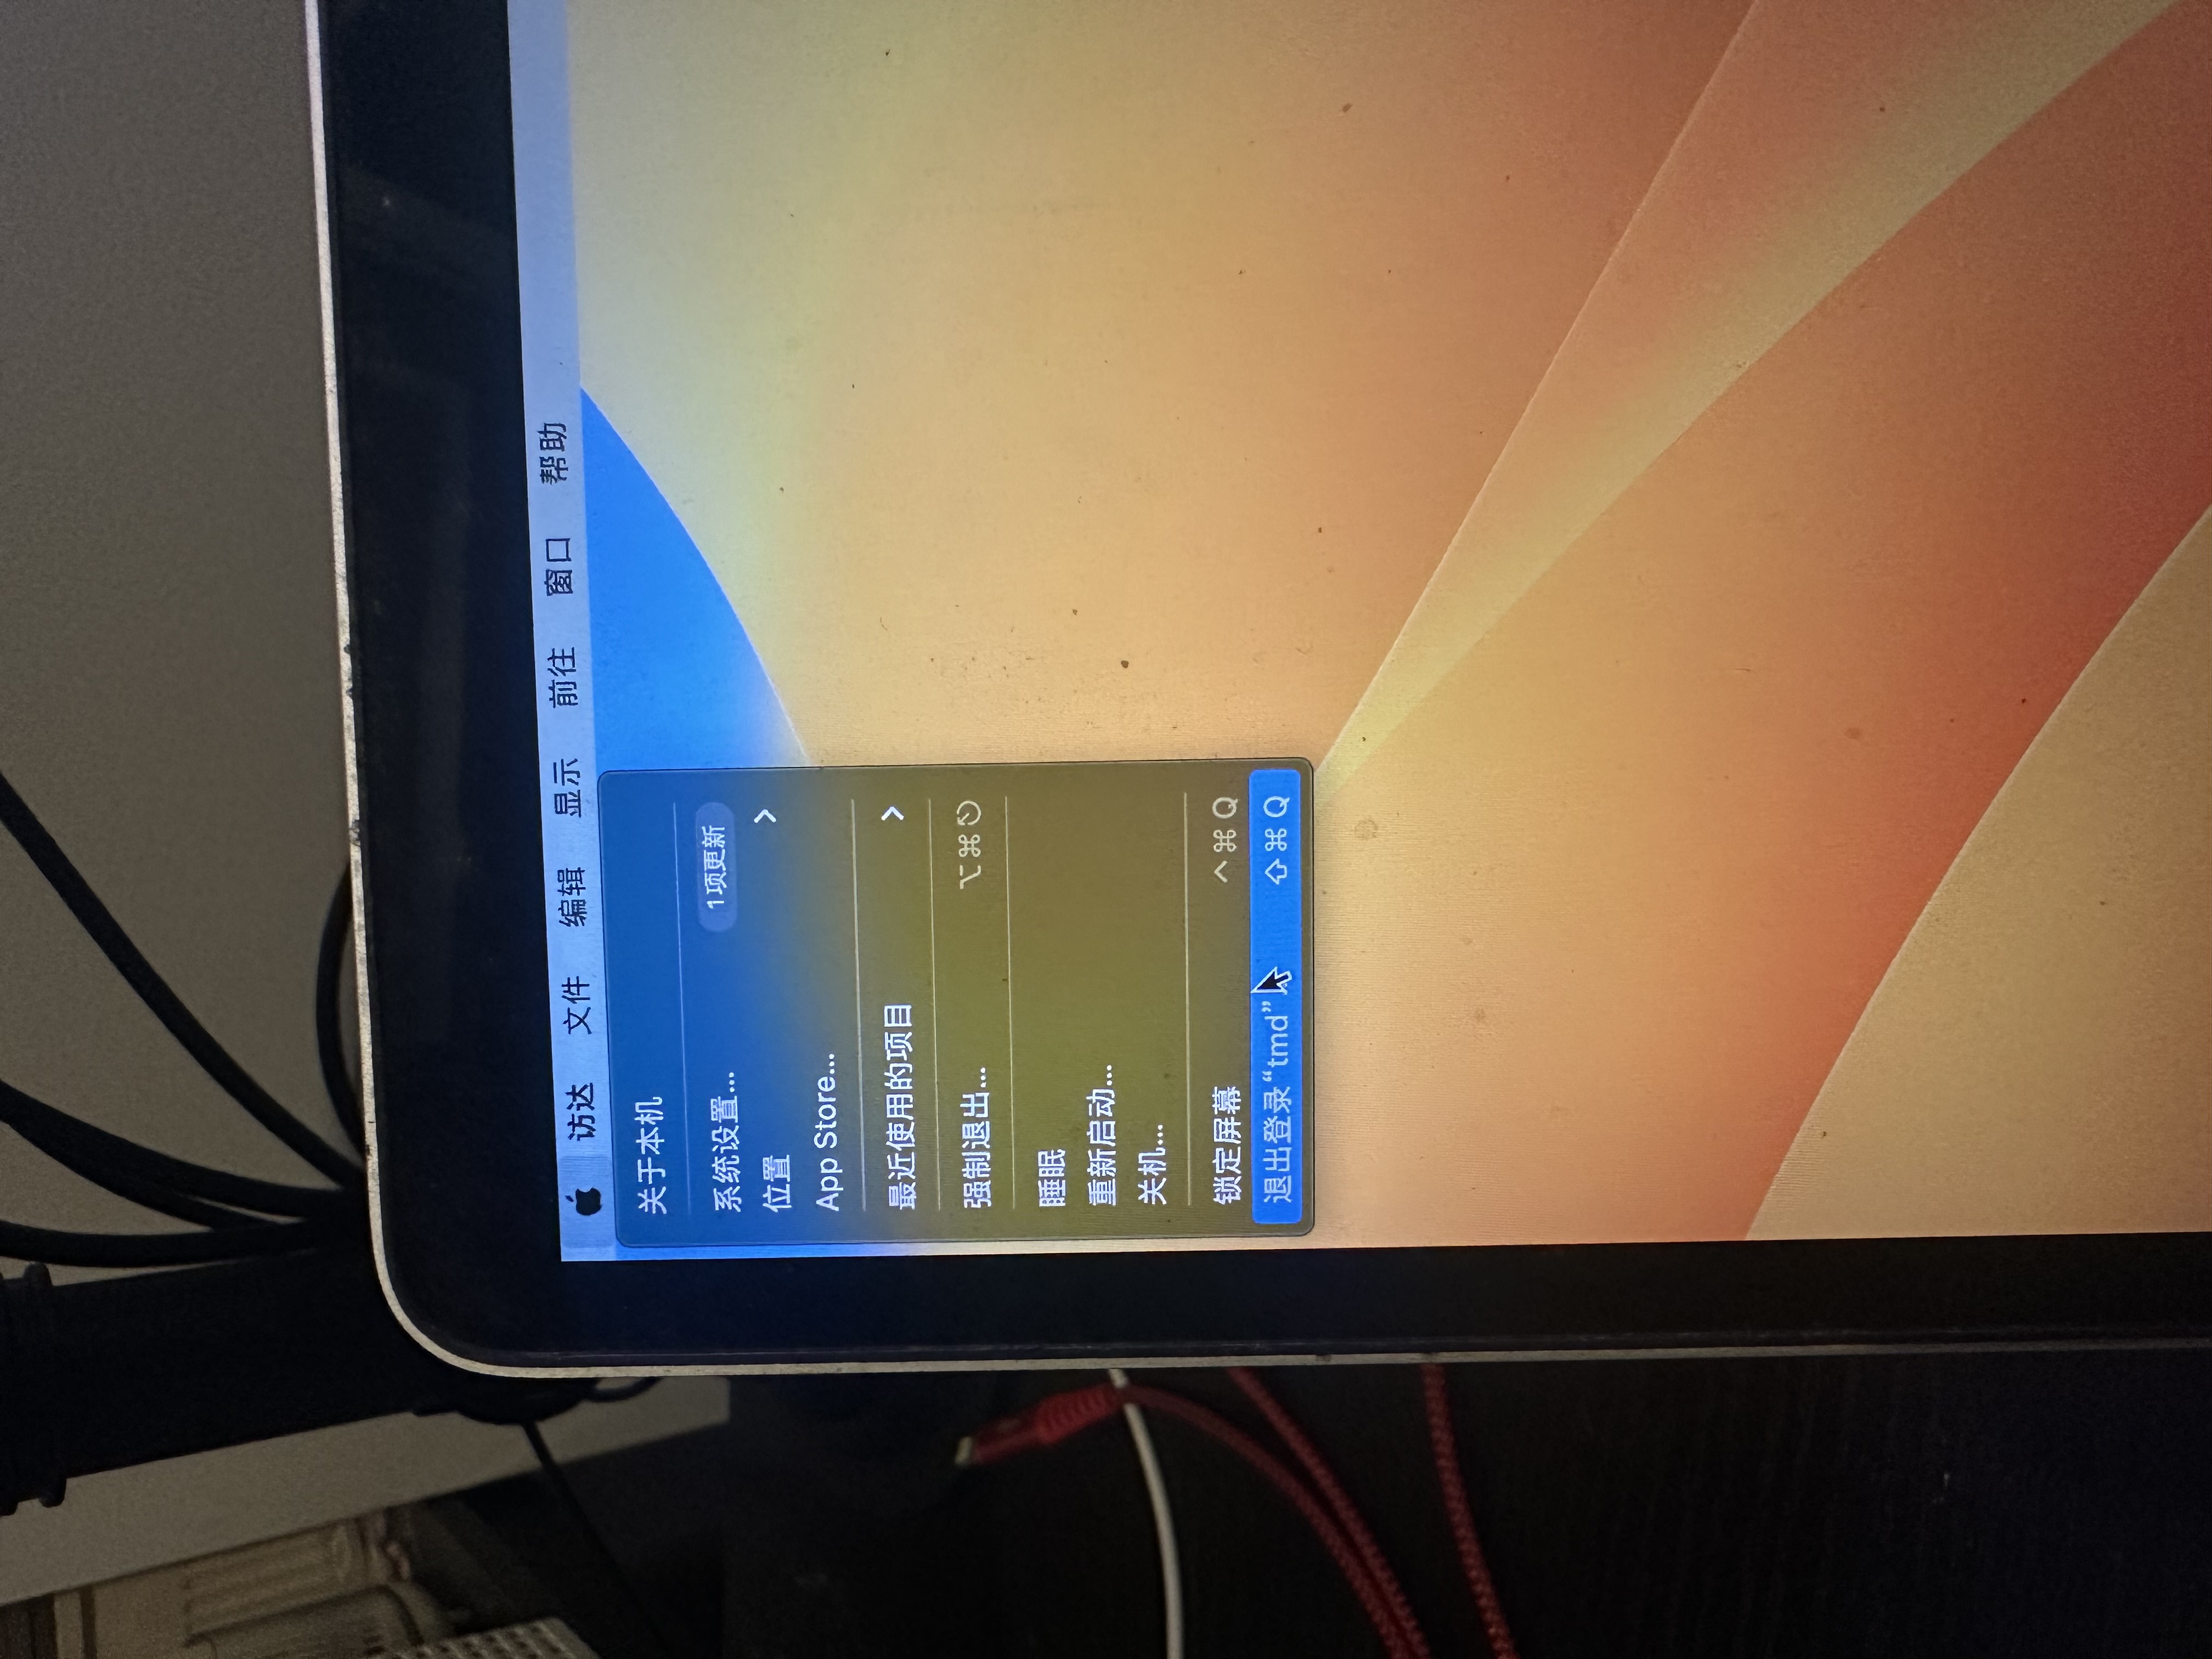 访达 文件 编辑 显示 前往 窗口 帮助
关于本机
系统设置... 1项更新
位置
App Store...
最近使用的项目
强制退出... ⌥⌘⎋
睡眠
重新启动...
关机...
锁定屏幕 ^⌘Q
退出登录“tmd” ⇧⌘Q